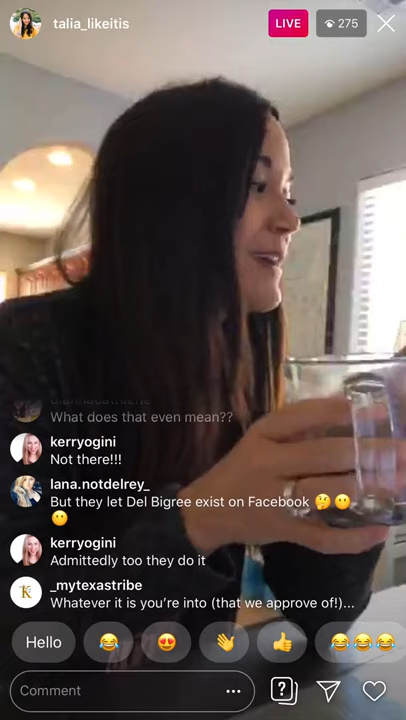 talia_likeitis
LIVE
275
What does that even mean??
kerryogini
Not there!!!
lana.notdelrey_
But they let Del Bigree exist on Facebook 🤔😶
😶
kerryogini
Admittedly too they do it
_mytexastribe
Whatever it is you're into (that we approve of!)...
Hello 😂 😍 👋 👍 😂😂😂
Comment